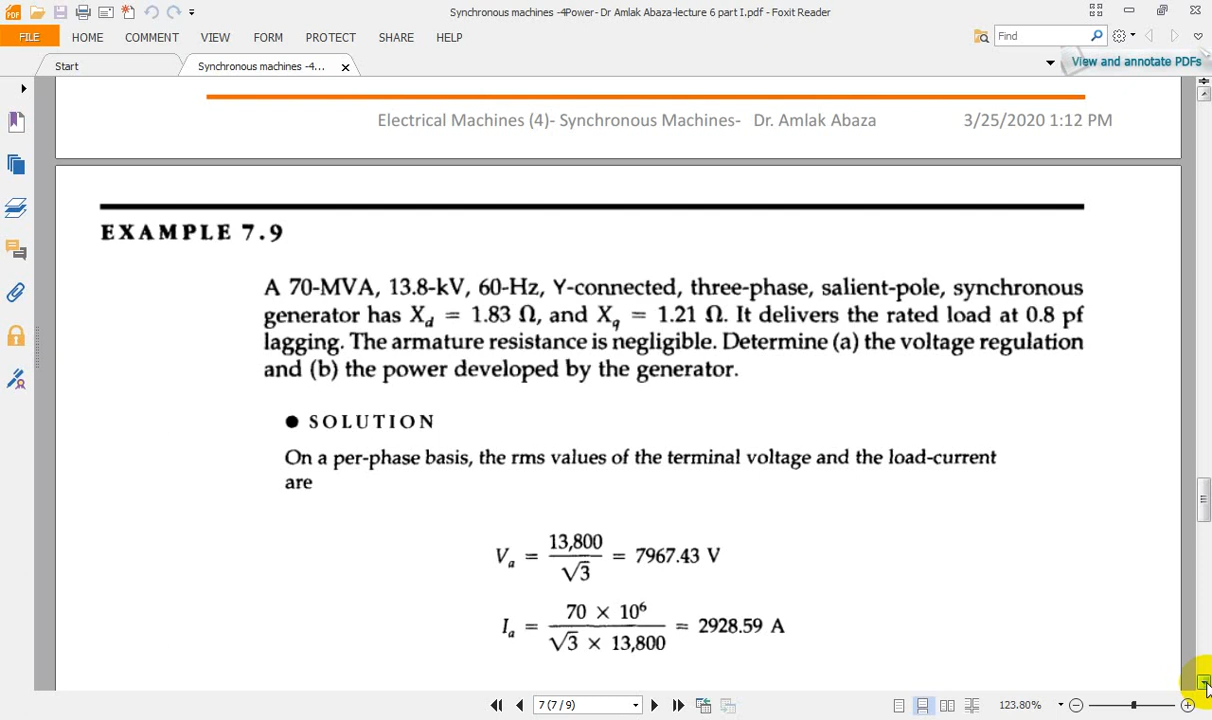 Synchronous machines -4Power- Dr Amlak Abaza-lecture 6 part I.pdf - Foxit Reader
FILE HOME COMMENT VIEW FORM PROTECT SHARE HELP Find
Start Synchronous machines -4... View and annotate PDFs
Electrical Machines (4)- Synchronous Machines- Dr. Amlak Abaza 3/25/2020 1:12 PM
EXAMPLE 7.9
A 70-MVA, 13.8-kV, 60-Hz, Y-connected, three-phase, salient-pole, synchronous
generator has X_d = 1.83 Ω, and X_q = 1.21 Ω. It delivers the rated load at 0.8 pf
lagging. The armature resistance is negligible. Determine (a) the voltage regulation
and (b) the power developed by the generator.
● SOLUTION
On a per-phase basis, the rms values of the terminal voltage and the load-current
are
V_a = 13,800 / √3 = 7967.43 V
I_a = 70 × 10⁶ / √3 × 13,800 = 2928.59 A
7 (7 / 9) 123.80%